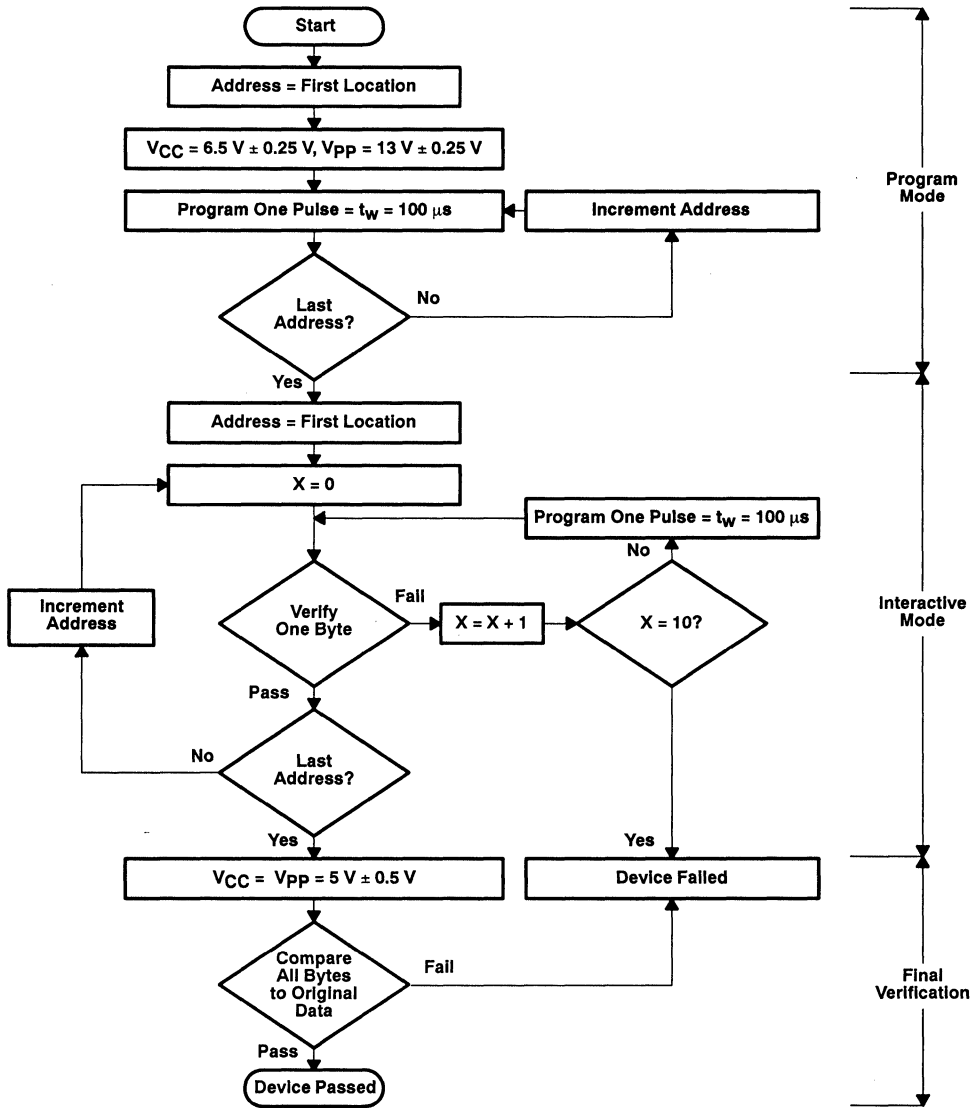 Start
Address = First Location
VCC = 6.5 V ± 0.25 V, VPP = 13 V ± 0.25 V
Program One Pulse = tw = 100 μs
Increment Address
Program
Mode
Last
Address?
No
Yes
Address = First Location
X = 0
Program One Pulse = tw = 100 μs
No
Increment
Address
Verify
One Byte
Fail
X = X + 1
X = 10?
Interactive
Mode
Pass
No
Last
Address?
Yes
Yes
VCC = VPP = 5 V ± 0.5 V
Device Failed
Compare
All Bytes
to Original
Data
Fail
Final
Verification
Pass
Device Passed